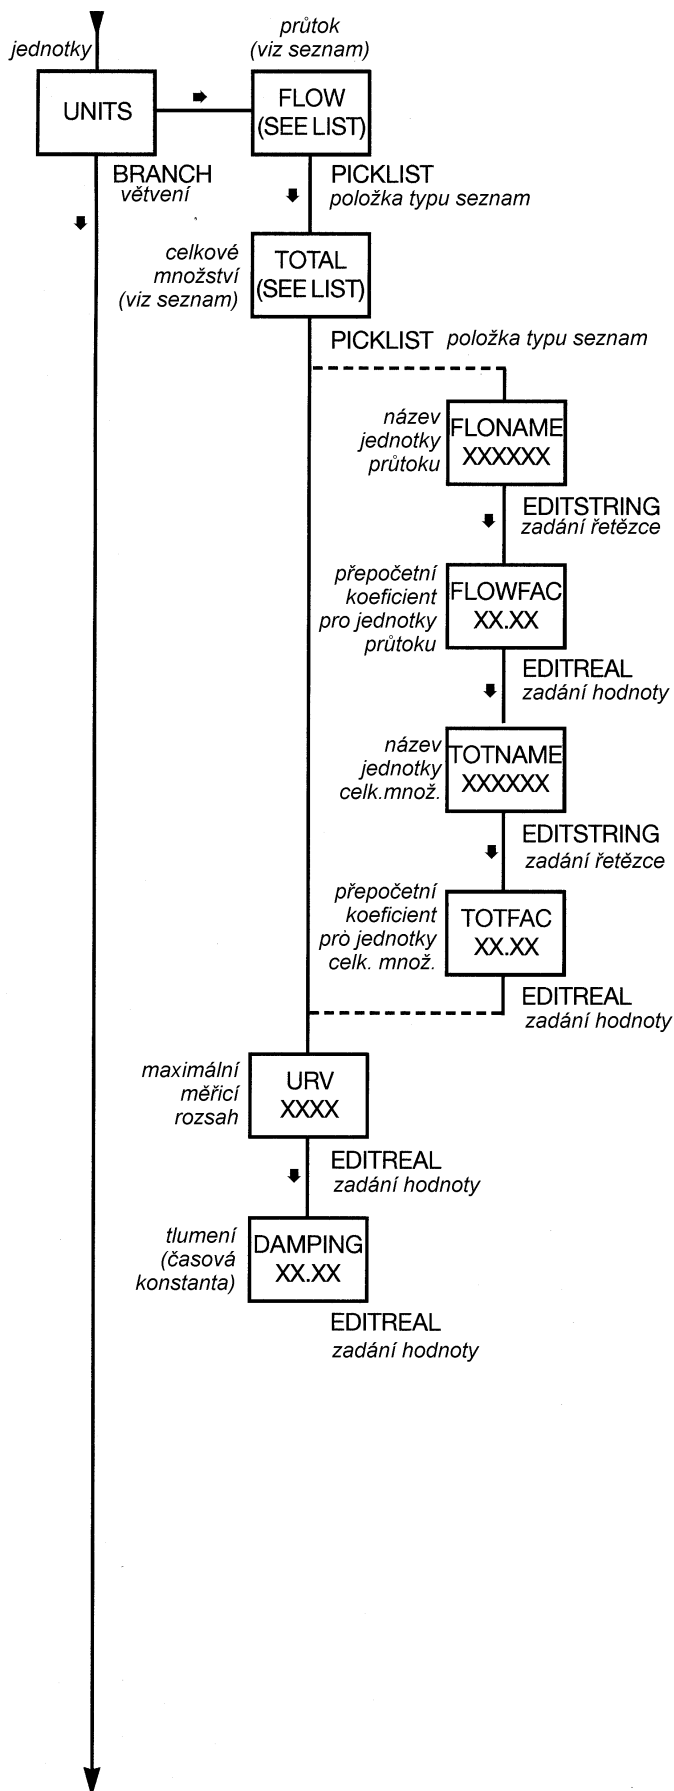 jednotky
průtok
(viz seznam)
UNITS
FLOW
(SEE LIST)
BRANCH
větvení
PICKLIST
položka typu seznam
celkové
množství
(viz seznam)
TOTAL
(SEE LIST)
PICKLIST položka typu seznam
název
jednotky
průtoku
FLONAME
XXXXXX
EDITSTRING
zadání řetězce
přepočetní
koeficient
pro jednotky
průtoku
FLOWFAC
XX.XX
EDITREAL
zadání hodnoty
název
jednotky
celk.množ.
TOTNAME
XXXXXX
EDITSTRING
zadání řetězce
přepočetní
koeficient
pro jednotky
celk. množ.
TOTFAC
XX.XX
EDITREAL
zadání hodnoty
maximální
měřicí
rozsah
URV
XXXX
EDITREAL
zadání hodnoty
tlumení
(časová
konstanta)
DAMPING
XX.XX
EDITREAL
zadání hodnoty